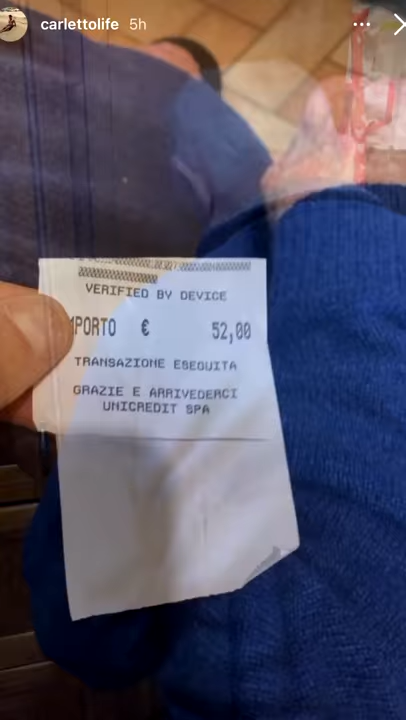 carlettolife 5h
VERIFIED BY DEVICE
MPORTO € 52,00
TRANSAZIONE ESEGUITA
GRAZIE E ARRIVEDERCI
UNICREDIT SPA